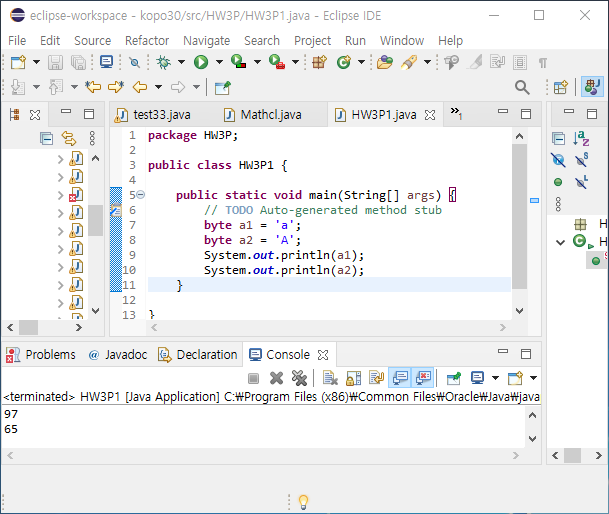 eclipse-workspace - kopo30/src/HW3P/HW3P1.java - Eclipse IDE
File Edit Source Refactor Navigate Search Project Run Window Help
test33.java Mathcl.java HW3P1.java »1
1 package HW3P;
2
3 public class HW3P1 {
4
5 public static void main(String[] args) {
6 // TODO Auto-generated method stub
7 byte a1 = 'a';
8 byte a2 = 'A';
9 System.out.println(a1);
10 System.out.println(a2);
11 }
12
13 }
Problems @ Javadoc Declaration Console
<terminated> HW3P1 [Java Application] C:₩Program Files (x86)₩Common Files₩Oracle₩Java₩java
97
65